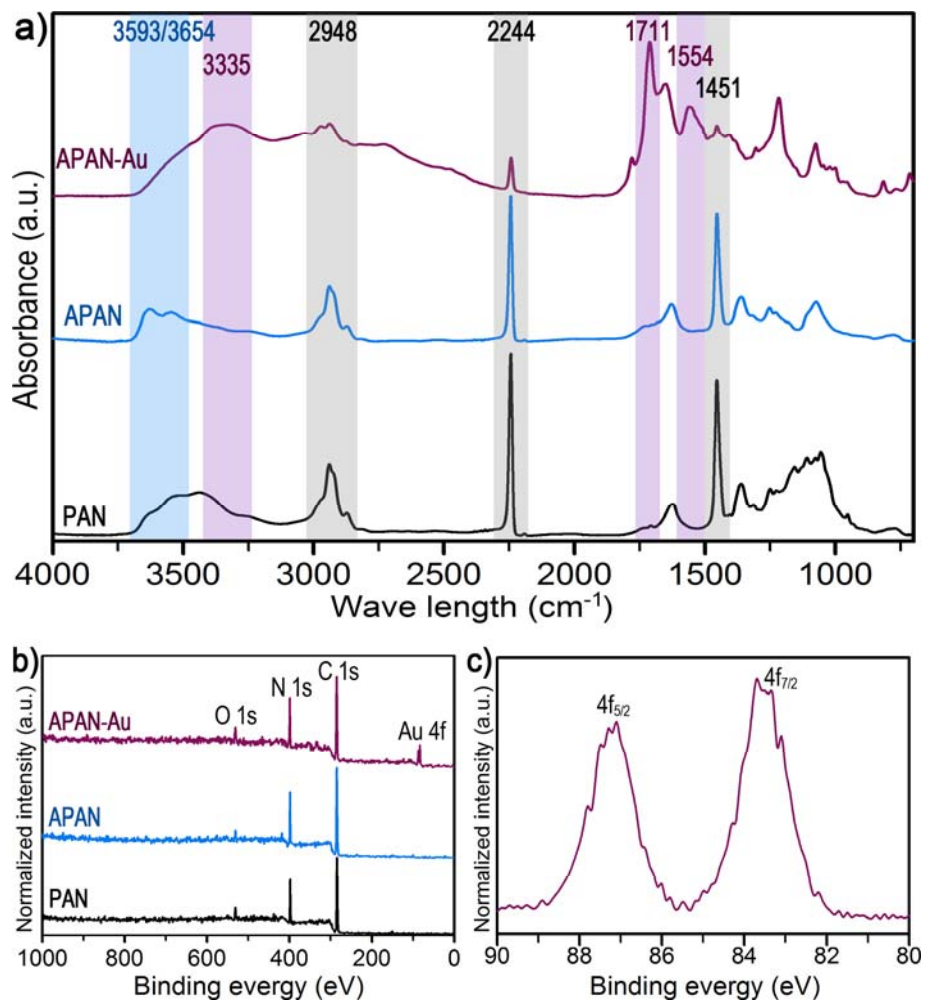 a)
3593/3654
3335
2948
2244
1711
1554
1451
APAN-Au
APAN
PAN
Absorbance (a.u.)
4000 3500 3000 2500 2000 1500 1000
Wave length (cm⁻¹)
b)
APAN-Au
APAN
PAN
O 1s
N 1s
C 1s
Au 4f
Normalized intensity (a.u.)
1000 800 600 400 200 0
Binding evergy (eV)
c)
4f5/2
4f7/2
Normalized intensity (a.u.)
90 88 86 84 82 80
Binding evergy (eV)